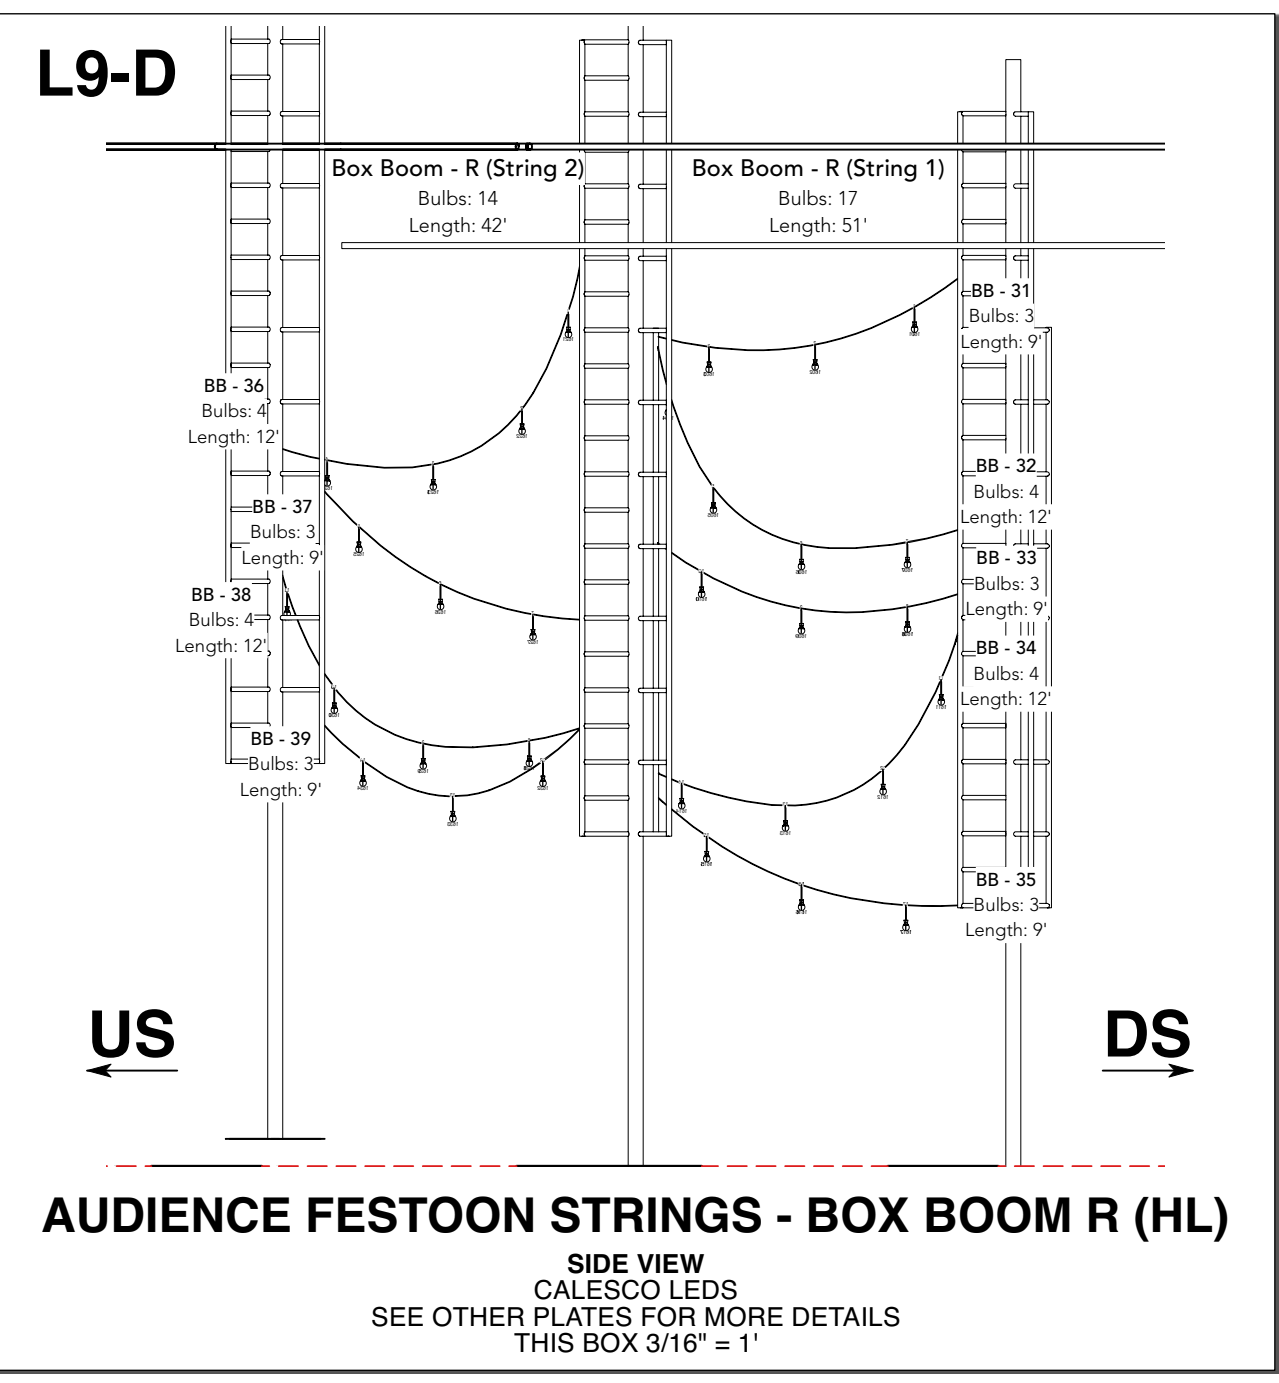 L9-D
Box Boom - R (String 2)
Bulbs: 14
Length: 42'
Box Boom - R (String 1)
Bulbs: 17
Length: 51'
BB - 36
Bulbs: 4
Length: 12'
BB - 37
Bulbs: 3
Length: 9'
BB - 38
Bulbs: 4
Length: 12'
BB - 39
Bulbs: 3
Length: 9'
BB - 31
Bulbs: 3
Length: 9'
BB - 32
Bulbs: 4
Length: 12'
BB - 33
Bulbs: 3
Length: 9'
BB - 34
Bulbs: 4
Length: 12'
BB - 35
Bulbs: 3
Length: 9'
US
DS
AUDIENCE FESTOON STRINGS - BOX BOOM R (HL)
SIDE VIEW
CALESCO LEDS
SEE OTHER PLATES FOR MORE DETAILS
THIS BOX 3/16" = 1'